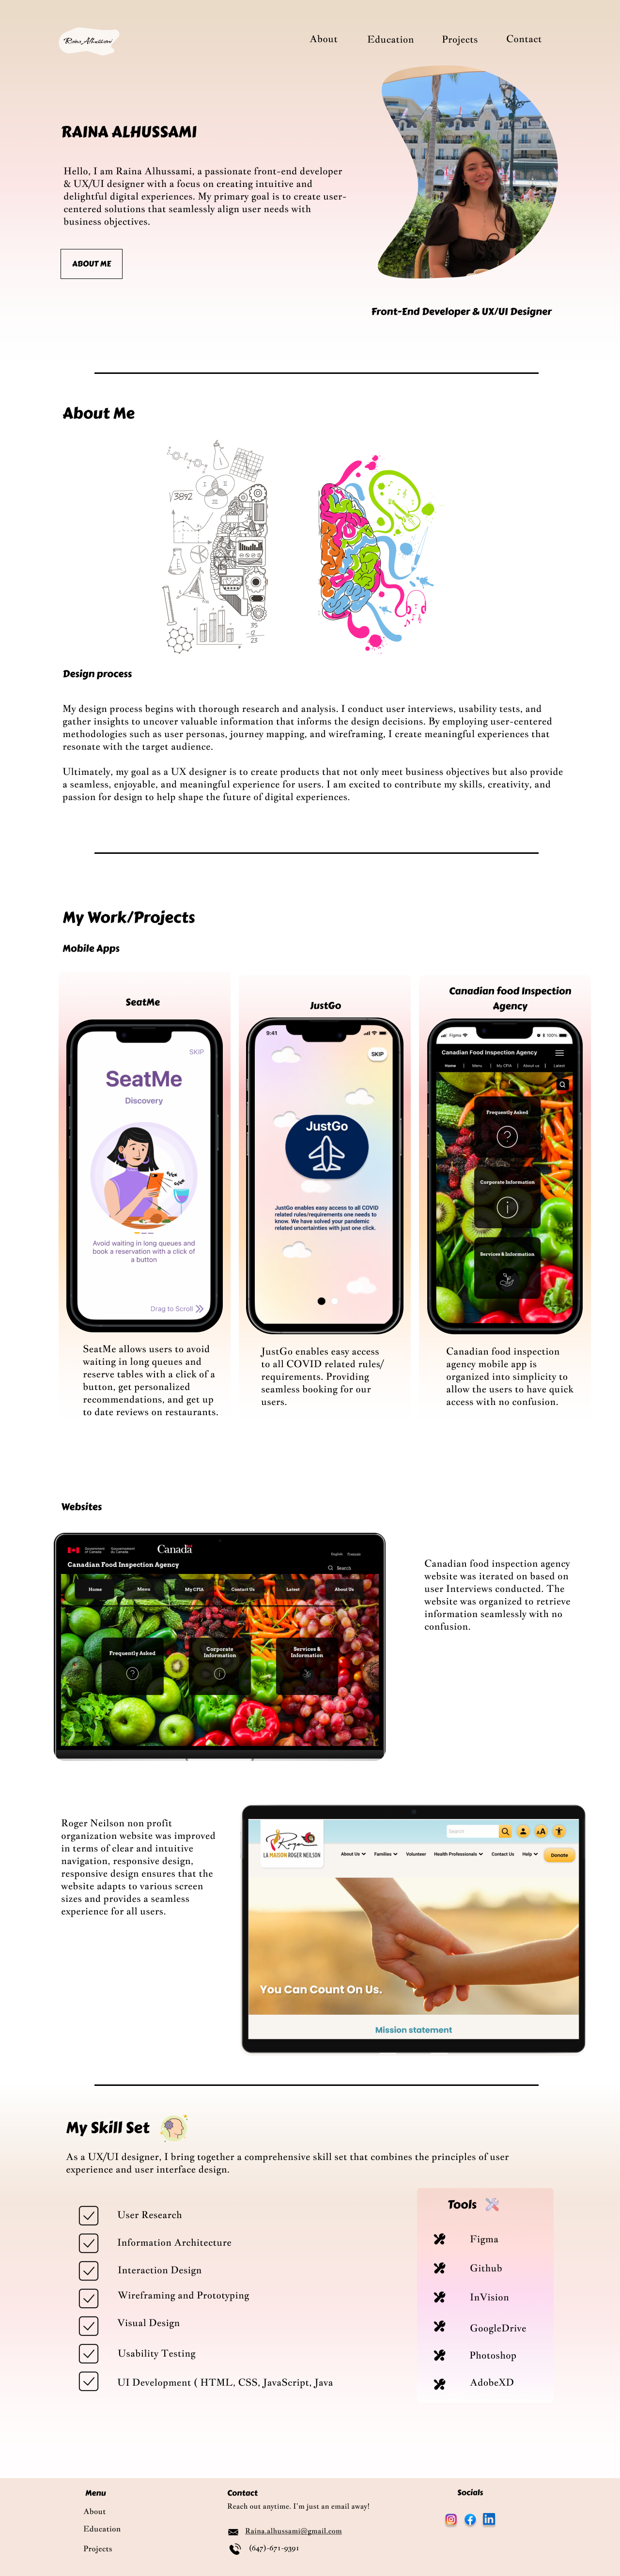 Raina Alhussami
About
Education
Projects
Contact
RAINA ALHUSSAMI
Hello, I am Raina Alhussami, a passionate front-end developer
& UX/UI designer with a focus on creating intuitive and
delightful digital experiences. My primary goal is to create user-
centered solutions that seamlessly align user needs with
business objectives.
ABOUT ME
Front-End Developer & UX/UI Designer
About Me
Design process
My design process begins with thorough research and analysis. I conduct user interviews, usability tests, and
gather insights to uncover valuable information that informs the design decisions. By employing user-centered
methodologies such as user personas, journey mapping, and wireframing, I create meaningful experiences that
resonate with the target audience.
Ultimately, my goal as a UX designer is to create products that not only meet business objectives but also provide
a seamless, enjoyable, and meaningful experience for users. I am excited to contribute my skills, creativity, and
passion for design to help shape the future of digital experiences.
My Work/Projects
Mobile Apps
SeatMe
SKIP
SeatMe
Discovery
Avoid waiting in long queues and
book a reservation with a click of
a button
Drag to Scroll
SeatMe allows users to avoid
waiting in long queues and
reserve tables with a click of a
button, get personalized
recommendations, and get up
to date reviews on restaurants.
JustGo
9:41
SKIP
JustGo
JustGo enables easy access to all COVID
related rules/requirements one needs to
know. We have solved your pandemic
related uncertainties with just one click.
JustGo enables easy access
to all COVID related rules/
requirements. Providing
seamless booking for our
users.
Canadian food Inspection
Agency
Figma
100%
Canadian Food Inspection Agency
Home
Menu
My CFIA
About us
Latest
Frequently Asked
Corporate Information
Services & Information
Canadian food inspection
agency mobile app is
organized into simplicity to
allow the users to have quick
access with no confusion.
Websites
Government
of Canada
Gouvernement
du Canada
Canada
English
Français
Canadian Food Inspection Agency
Search
Home
Menu
My CFIA
Contact Us
Latest
About Us
Frequently Asked
Corporate
Information
Services &
Information
Canadian food inspection agency
website was iterated on based on
user Interviews conducted. The
website was organized to retrieve
information seamlessly with no
confusion.
Roger Neilson non profit
organization website was improved
in terms of clear and intuitive
navigation, responsive design,
responsive design ensures that the
website adapts to various screen
sizes and provides a seamless
experience for all users.
Roger
LA MAISON ROGER NEILSON
Search
AA
About Us
Families
Volunteer
Health Professionals
Contact Us
Help
Donate
You Can Count On Us.
Mission statement
My Skill Set
As a UX/UI designer, I bring together a comprehensive skill set that combines the principles of user
experience and user interface design.
User Research
Information Architecture
Interaction Design
Wireframing and Prototyping
Visual Design
Usability Testing
UI Development ( HTML, CSS, JavaScript, Java
Tools
Figma
Github
InVision
GoogleDrive
Photoshop
AdobeXD
Menu
About
Education
Projects
Contact
Reach out anytime. I'm just an email away!
Raina.alhussami@gmail.com
(647)-671-9391
Socials